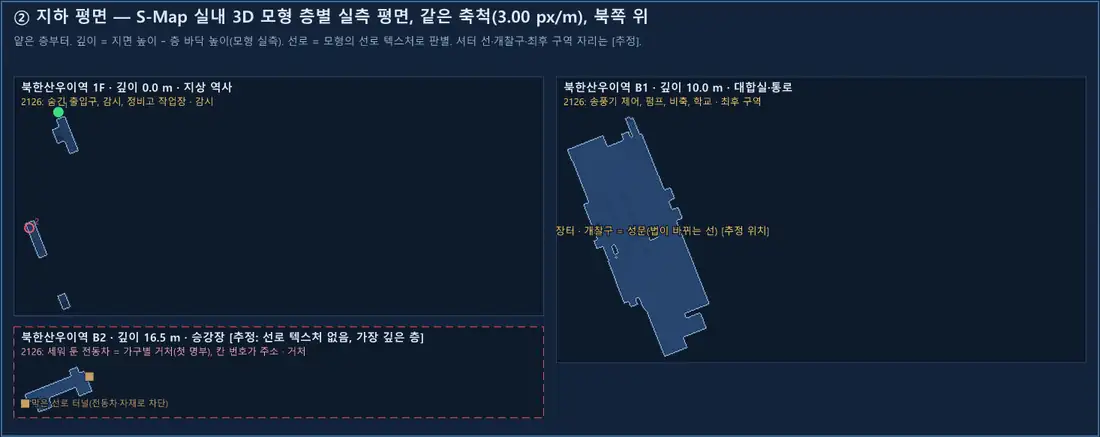 ② 지하 평면 — S-Map 실내 3D 모형 층별 실측 평면, 같은 축척(3.00 px/m), 북쪽 위
얕은 층부터. 깊이 = 지면 높이 − 층 바닥 높이(모형 실측). 선로 = 모형의 선로 텍스처로 판별. 셔터 선·개찰구·최후 구역 자리는 [추정].
북한산우이역 1F · 깊이 0.0 m · 지상 역사
2126: 숨긴 출입구, 감시, 정비고 작업장 · 감시
북한산우이역 B1 · 깊이 10.0 m · 대합실·통로
2126: 송풍기 제어, 펌프, 비축, 학교 · 최후 구역
장터 · 개찰구 = 성문(법이 바뀌는 선) [추정 위치]
북한산우이역 B2 · 깊이 16.5 m · 승강장 [추정: 선로 텍스처 없음, 가장 깊은 층]
2126: 세워 둔 전동차 = 가구별 거처(첫 명부), 칸 번호가 주소 · 거처
막은 선로 터널(전동차·자재로 차단)